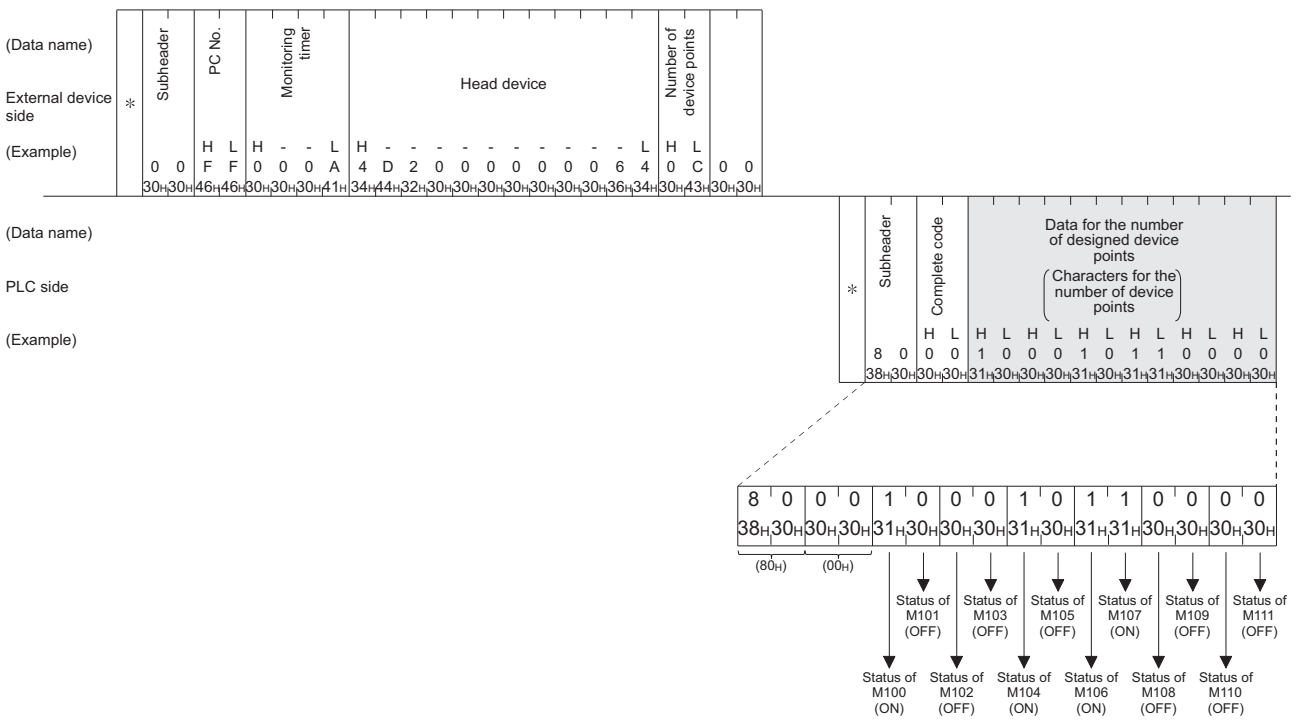 (Data name)
External device
side
(Example)
*
Subheader
PC No.
Monitoring
timer
Head device
Number of
device points
H L H - - L H - - - - - - - - - - L H L
0 0 F F 0 0 0 A 4 D 2 0 0 0 0 0 0 0 6 4 0 C 0 0
30H 30H 46H 46H 30H 30H 30H 41H 34H 44H 32H 30H 30H 30H 30H 30H 30H 30H 36H 34H 30H 43H 30H 30H
(Data name)
PLC side
(Example)
*
Subheader
Complete code
Data for the number
of designed device
points
(Characters for the
number of device
points)
H L H L H L H L H L H L H L
8 0 0 0 1 0 0 0 1 0 1 1 0 0 0 0
38H 30H 30H 30H 31H 30H 30H 30H 31H 30H 31H 31H 30H 30H 30H 30H
8 0 0 0 1 0 0 0 1 0 1 1 0 0 0 0
38H 30H 30H 30H 31H 30H 30H 30H 31H 30H 31H 31H 30H 30H 30H 30H
(80H) (00H)
Status of M101 (OFF)
Status of M103 (OFF)
Status of M105 (OFF)
Status of M107 (ON)
Status of M109 (OFF)
Status of M111 (OFF)
Status of M100 (ON)
Status of M102 (OFF)
Status of M104 (ON)
Status of M106 (ON)
Status of M108 (OFF)
Status of M110 (OFF)